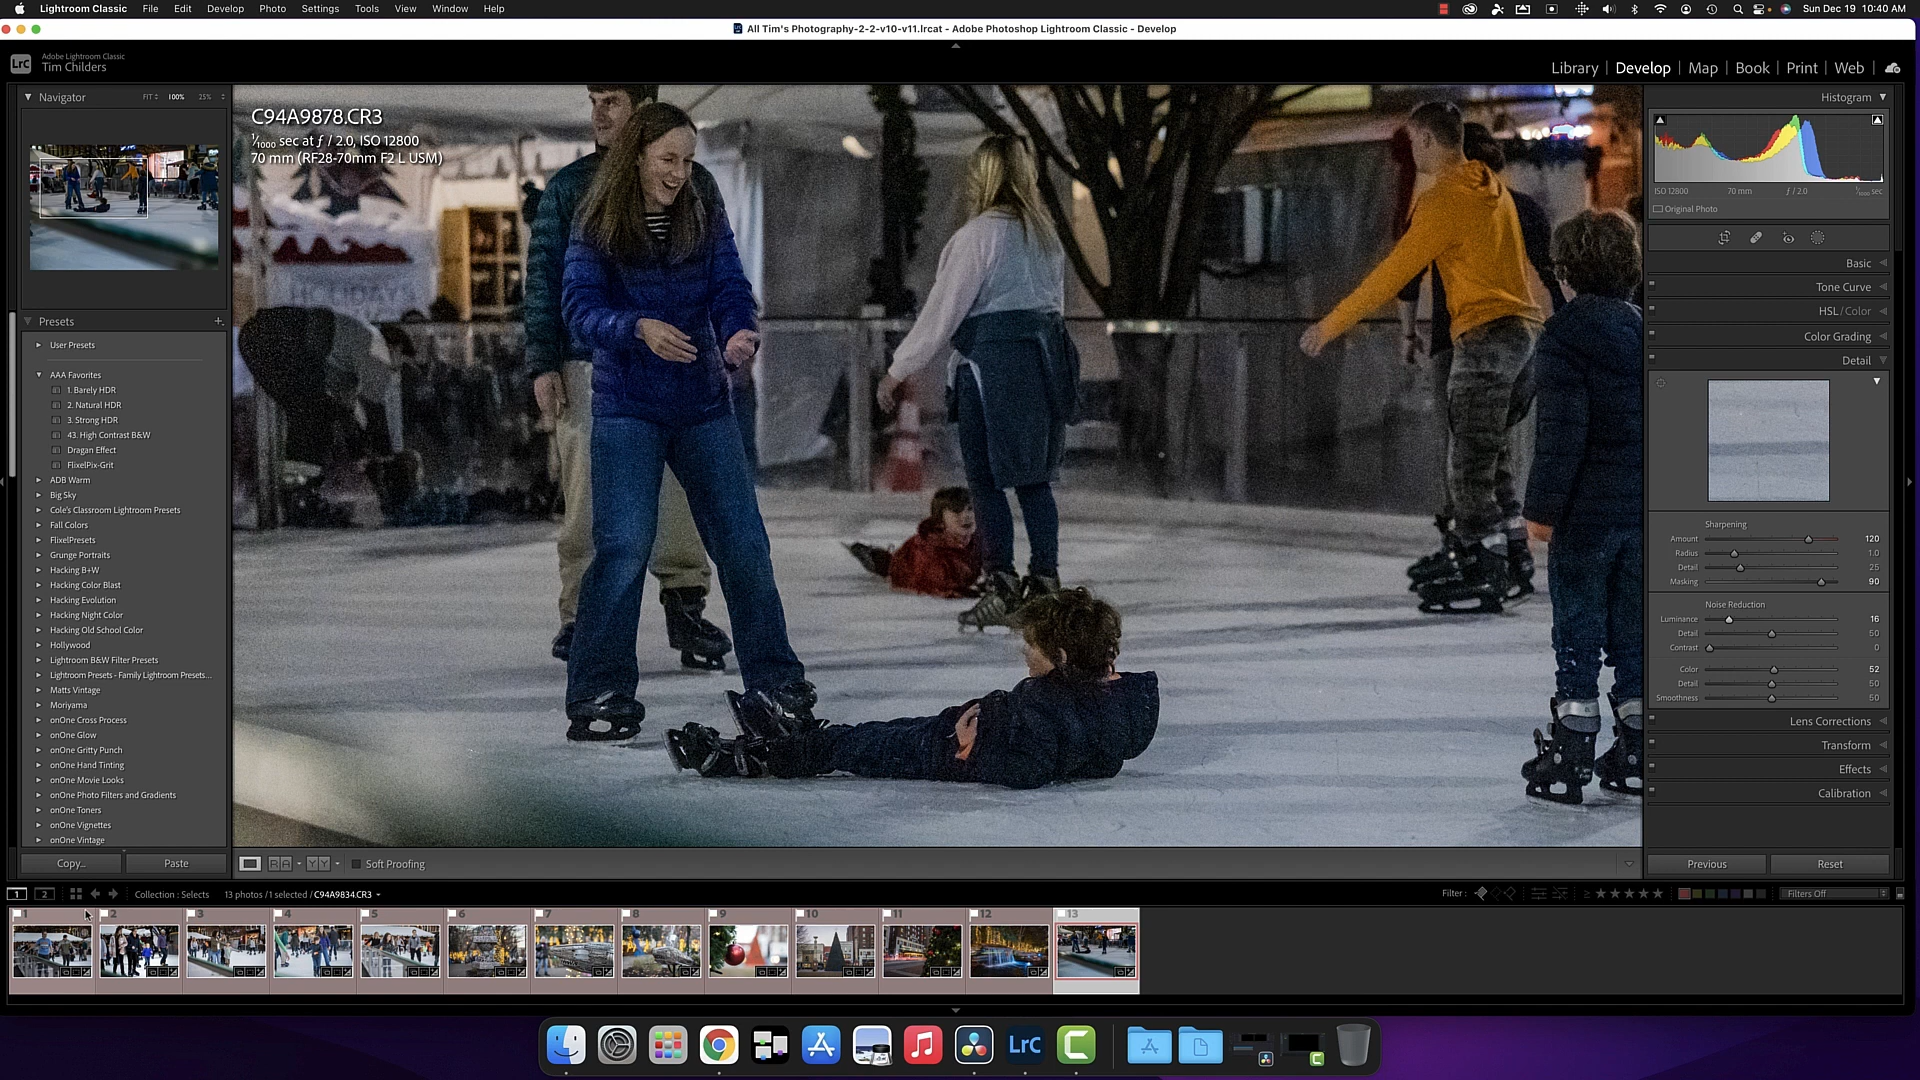 Lightroom Classic File Edit Develop Photo Settings Tools View Window Help
Sun Dec 19 10:40 AM
All Tim's Photography-2-2-v10-v11.lrcat - Adobe Photoshop Lightroom Classic - Develop
LrC
Adobe Lightroom Classic
Tim Childers
Library | Develop | Map | Book | Print | Web |
Navigator FIT 100% 25%
C94A9878.CR3
1/1000 sec at ƒ / 2.0, ISO 12800
70 mm (RF28-70mm F2 L USM)
HOLIDAY
Presets +
User Presets
AAA Favorites
1. Barely HDR
2. Natural HDR
3. Strong HDR
43. High Contrast B&W
Dragan Effect
FlixelPix-Grit
ADB Warm
Big Sky
Cole's Classroom Lightroom Presets
Fall Colors
FlixelPresets
Grunge Portraits
Hacking B+W
Hacking Color Blast
Hacking Evolution
Hacking Night Color
Hacking Old School Color
Hollywood
Lightroom B&W Filter Presets
Lightroom Presets - Family Lightroom Presets...
Matts Vintage
Moriyama
onOne Cross Process
onOne Glow
onOne Gritty Punch
onOne Hand Tinting
onOne Movie Looks
onOne Photo Filters and Gradients
onOne Toners
onOne Vignettes
onOne Vintage
Copy... Paste
Histogram
ISO 12800 70 mm ƒ / 2.0 1/1000 sec
Original Photo
Basic
Tone Curve
HSL / Color
Color Grading
Detail
Sharpening
Amount 120
Radius 1.0
Detail 25
Masking 90
Noise Reduction
Luminance 16
Detail 50
Contrast 0
Color 52
Detail 50
Smoothness 50
Lens Corrections
Transform
Effects
Calibration
Previous Reset
R A Y Y Soft Proofing
1 2 Collection : Selects 13 photos / 1 selected / C94A9834.CR3
Filter : ≥ Filters Off
1 2 3 4 5 6 7 8 9 10 11 12 13
LrC